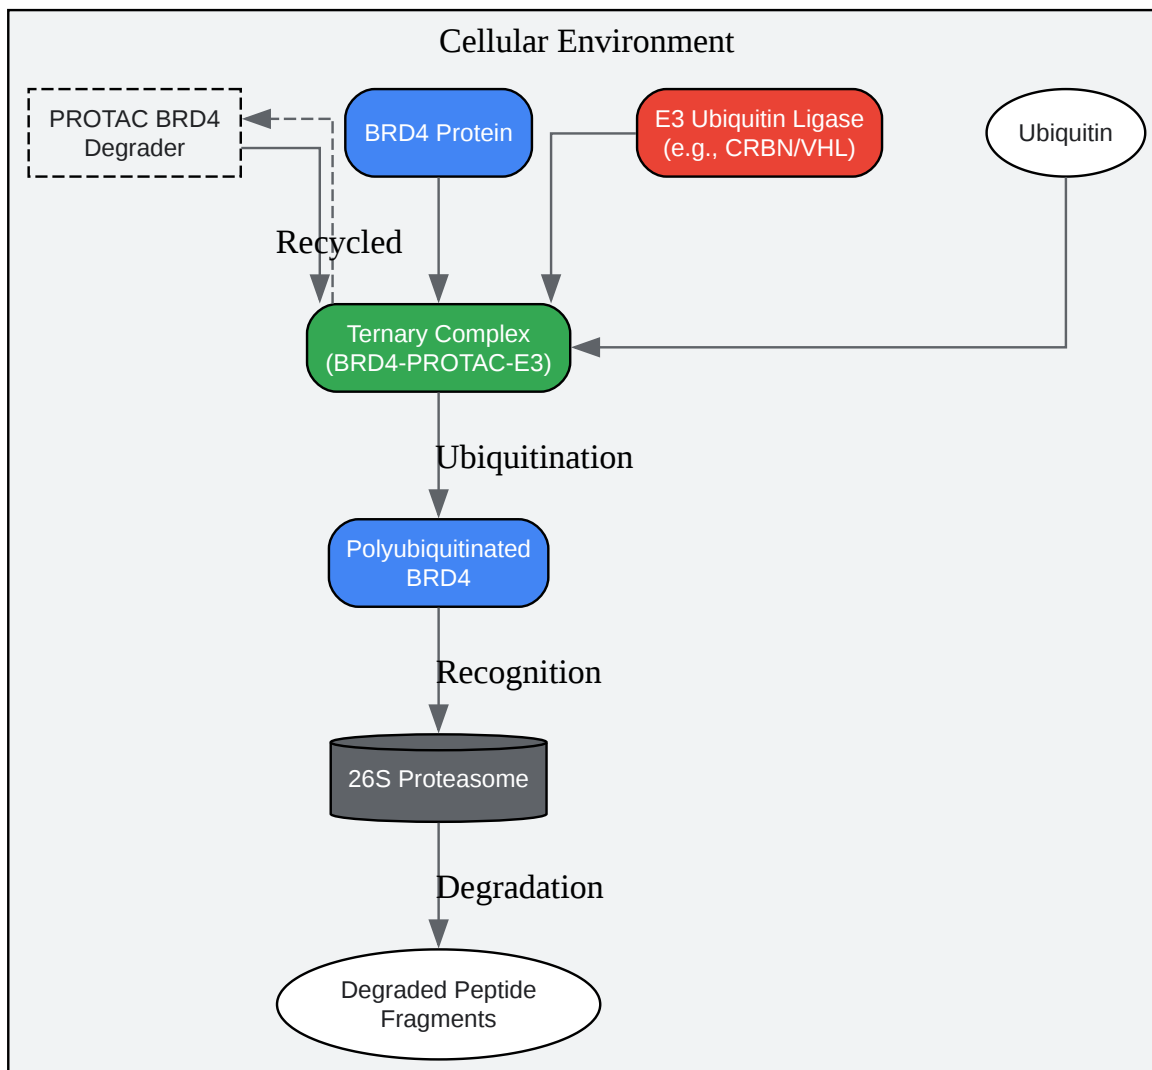 Cellular Environment
PROTAC BRD4
Degrader
BRD4 Protein
E3 Ubiquitin Ligase
(e.g., CRBN/VHL)
Ubiquitin
Recycled
Ternary Complex
(BRD4-PROTAC-E3)
Ubiquitination
Polyubiquitinated
BRD4
Recognition
26S Proteasome
Degradation
Degraded Peptide
Fragments